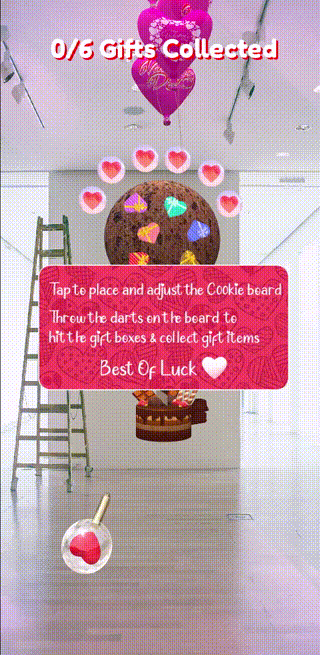 0/6 Gifts Collected
Tap to place and adjust the Cookie board
Throw the darts on the board to
hit the gift boxes & collect gift items
Best Of Luck